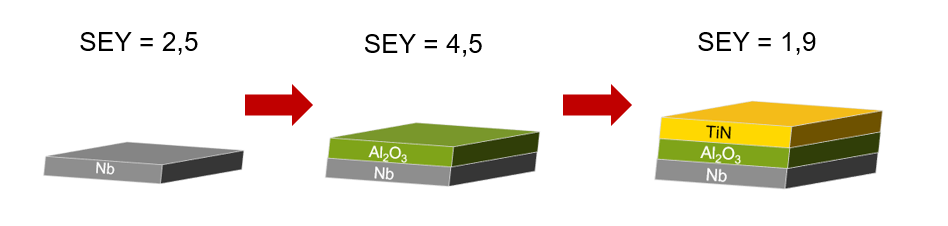 SEY = 2,5
SEY = 4,5
SEY = 1,9
Nb
Al₂O₃
Nb
TiN
Al₂O₃
Nb